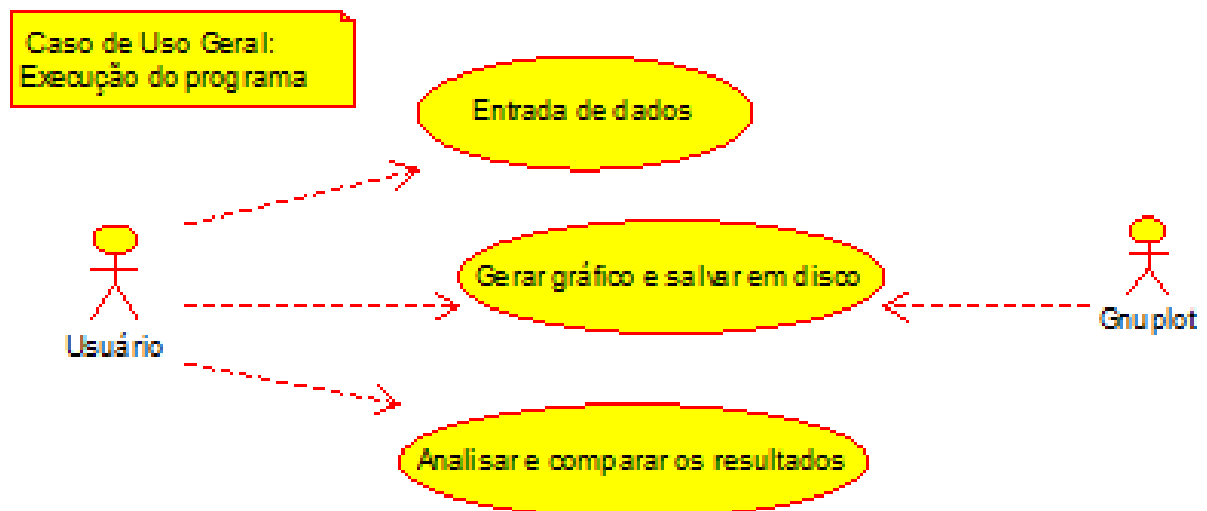 Caso de Uso Geral:
Execução do programa
Entrada de dados
Gerar gráfico e salvar em disco
Usuário
Gnuplot
Analisar e comparar os resultados